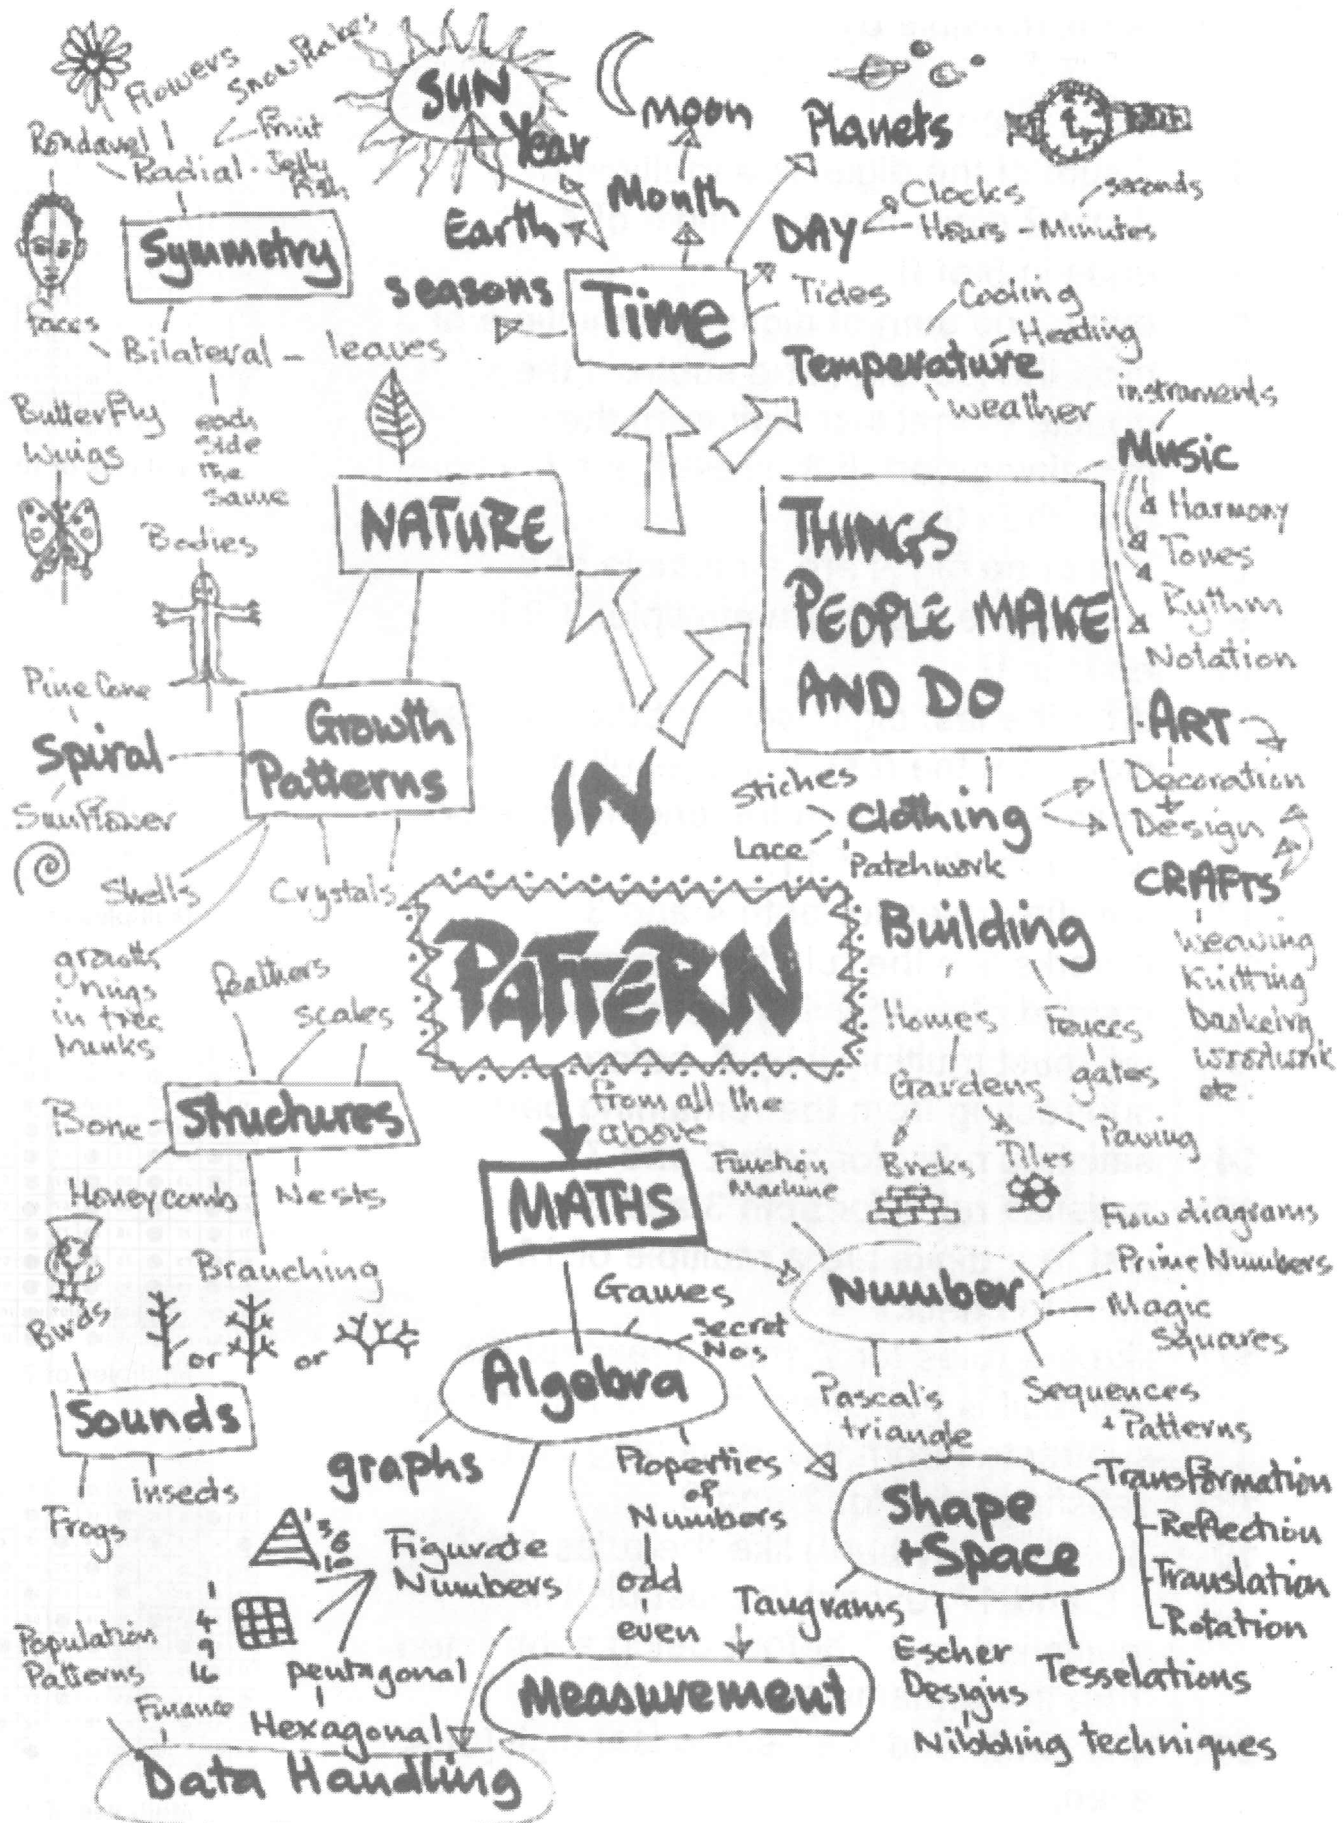 Flowers
Snowflakes
Rondavel
Fruit
Radial - Jelly
Fish
Symmetry
Faces
Bilateral - leaves
Butterfly
Wings
each
side
the
same
Bodies
SUN
Year
Moon
Month
Planets
Earth
DAY
Clocks
Hours - Minutes
seconds
Seasons
Time
Tides
Temperature
Cooling
Heating
weather
NATURE
THINGS
PEOPLE MAKE
AND DO
instruments
Music
Harmony
Tones
Rythm
Notation
ART
Decoration
+
Design
CRAFTS
Weaving
Knitting
woodwork
etc.
Pine Cone
Spiral
Sunflower
Growth
Patterns
Shells
Crystals
growth
rings
in tree
trunks
IN
PATTERN
Stiches
Lace
Clothing
Patchwork
Building
Homes
Fences
Gardens
gates
Paving
Bricks
Tiles
feathers
scales
Bone
Structures
Honeycomb
Nests
Branching
or
or
Birds
Sounds
insects
Frogs
from all the
above
MATHS
Function
Machine
Number
Flow diagrams
Prime Numbers
Magic
Squares
Sequences
+ Patterns
Pascal's
triangle
Games
Secret
Nos
Algebra
graphs
Properties
of
Numbers
odd
even
Figurate
Numbers
1
3
6
10
1
4
9
16
pentagonal
Hexagonal
Shape
+ Space
Transformation
Reflection
Translation
Rotation
Tangrams
Escher
Designs
Tesselations
Nibbling techniques
Measurement
Population
Patterns
Finance
Data Handling